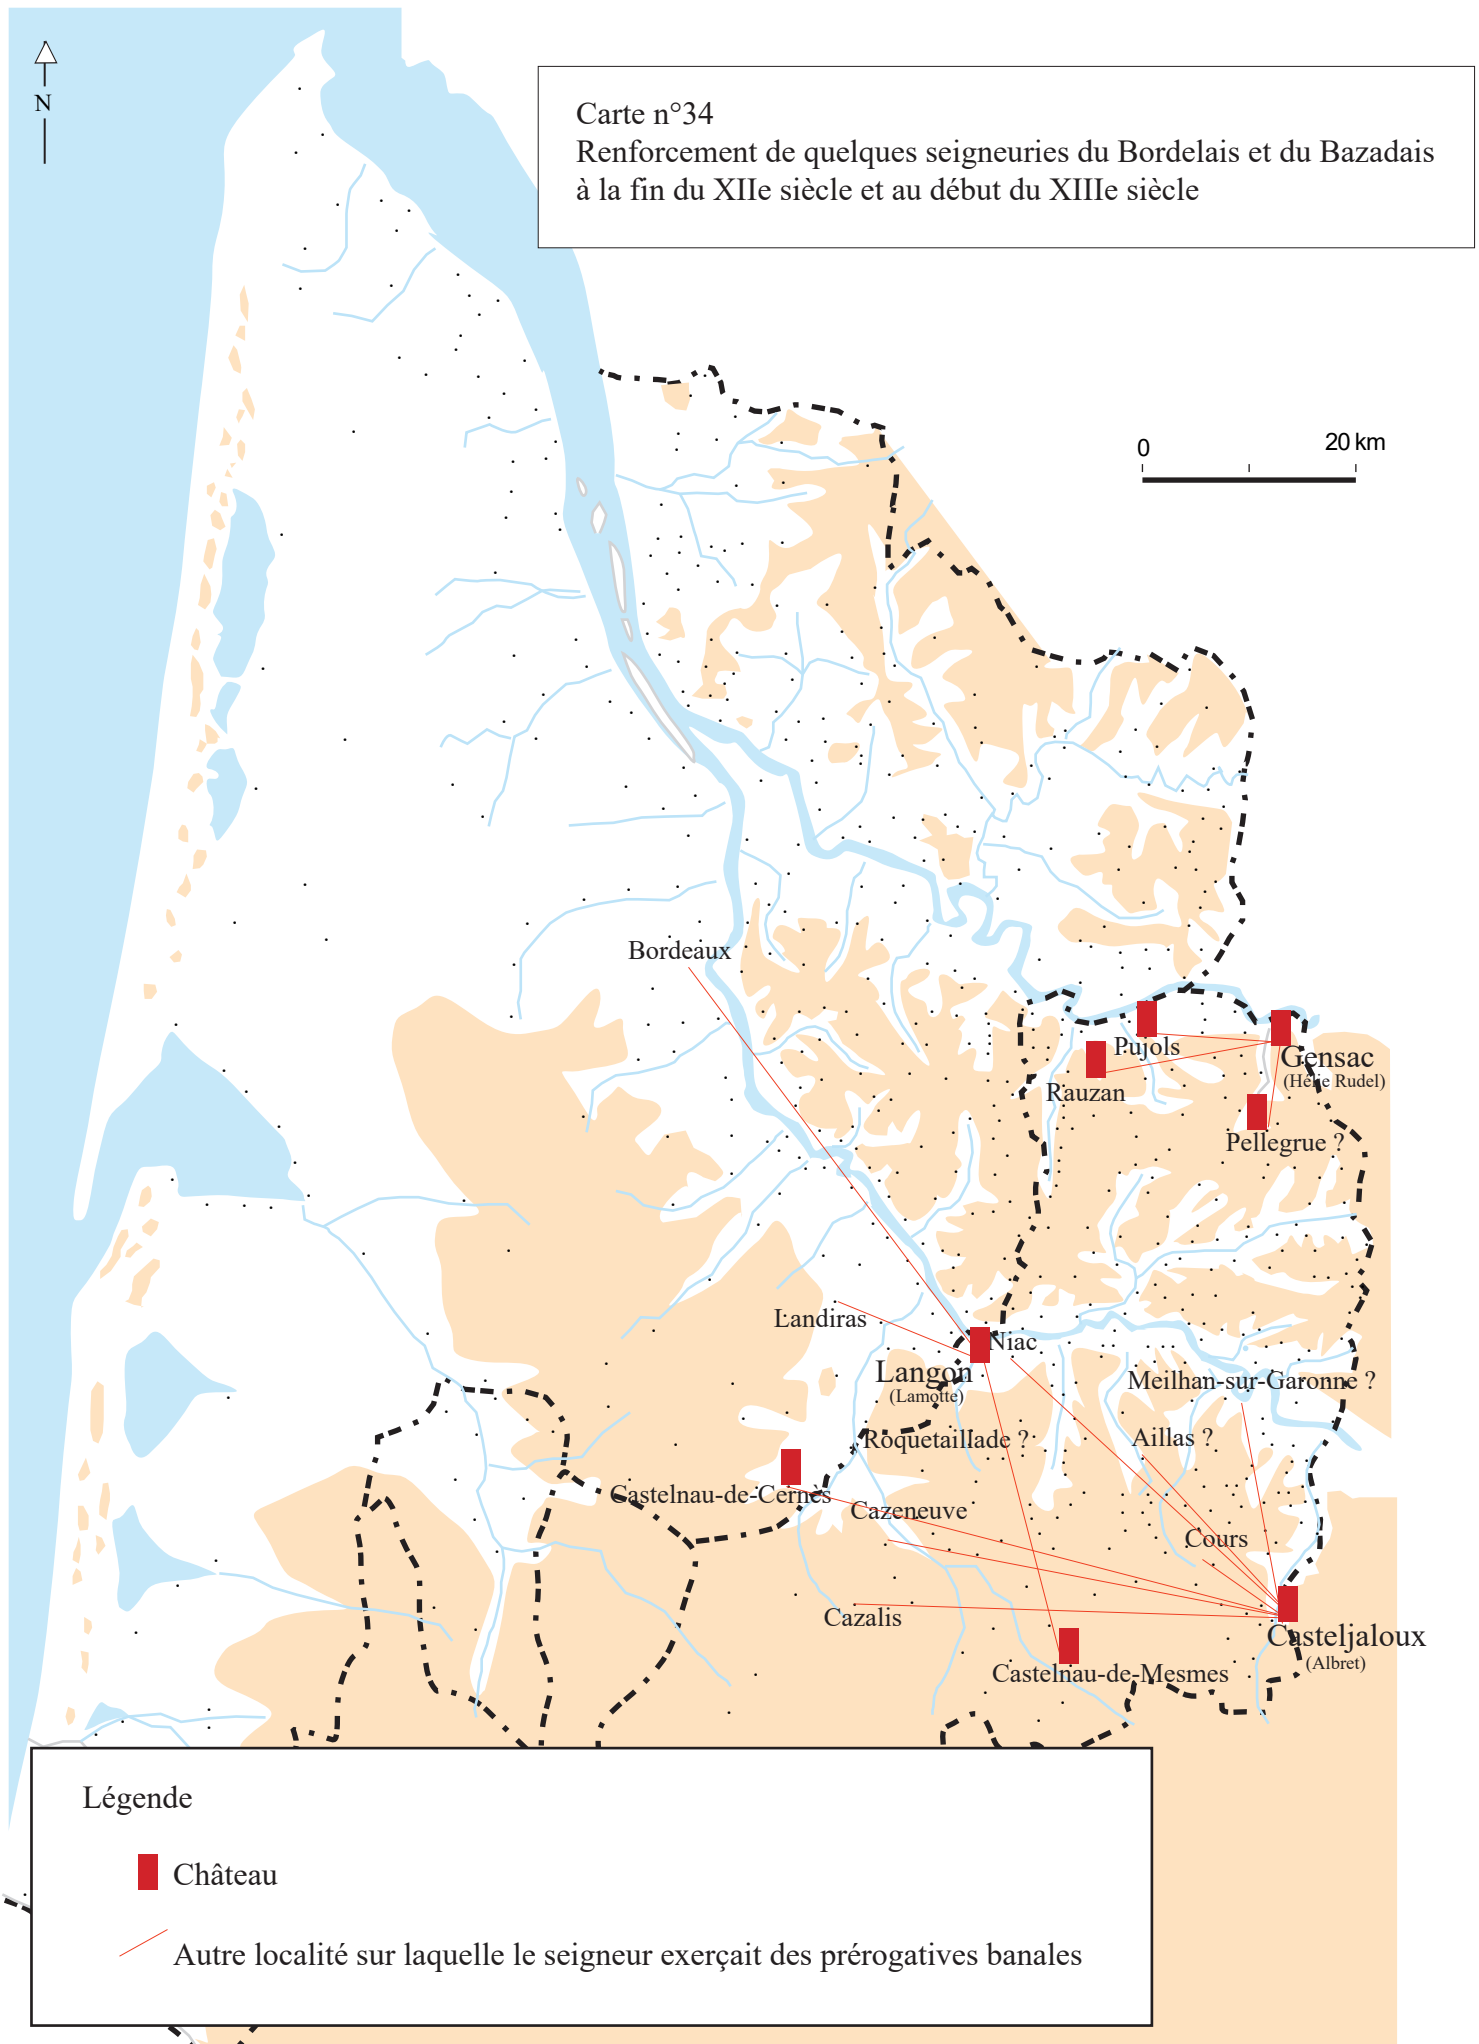 N
Carte n°34
Renforcement de quelques seigneuries du Bordelais et du Bazadais
à la fin du XIIe siècle et au début du XIIIe siècle
0 20 km
Bordeaux
Pujols
Gensac
(Hélie Rudel)
Rauzan
Pellegrue ?
Landiras
Niac
Langon
(Lamotte)
Meilhan-sur-Garonne ?
Roquetaillade ?
Aillas ?
Castelnau-de-Cernès
Cazeneuve
Cours
Cazalis
Casteljaloux
(Albret)
Castelnau-de-Mesmes
Légende
Château
Autre localité sur laquelle le seigneur exerçait des prérogatives banales